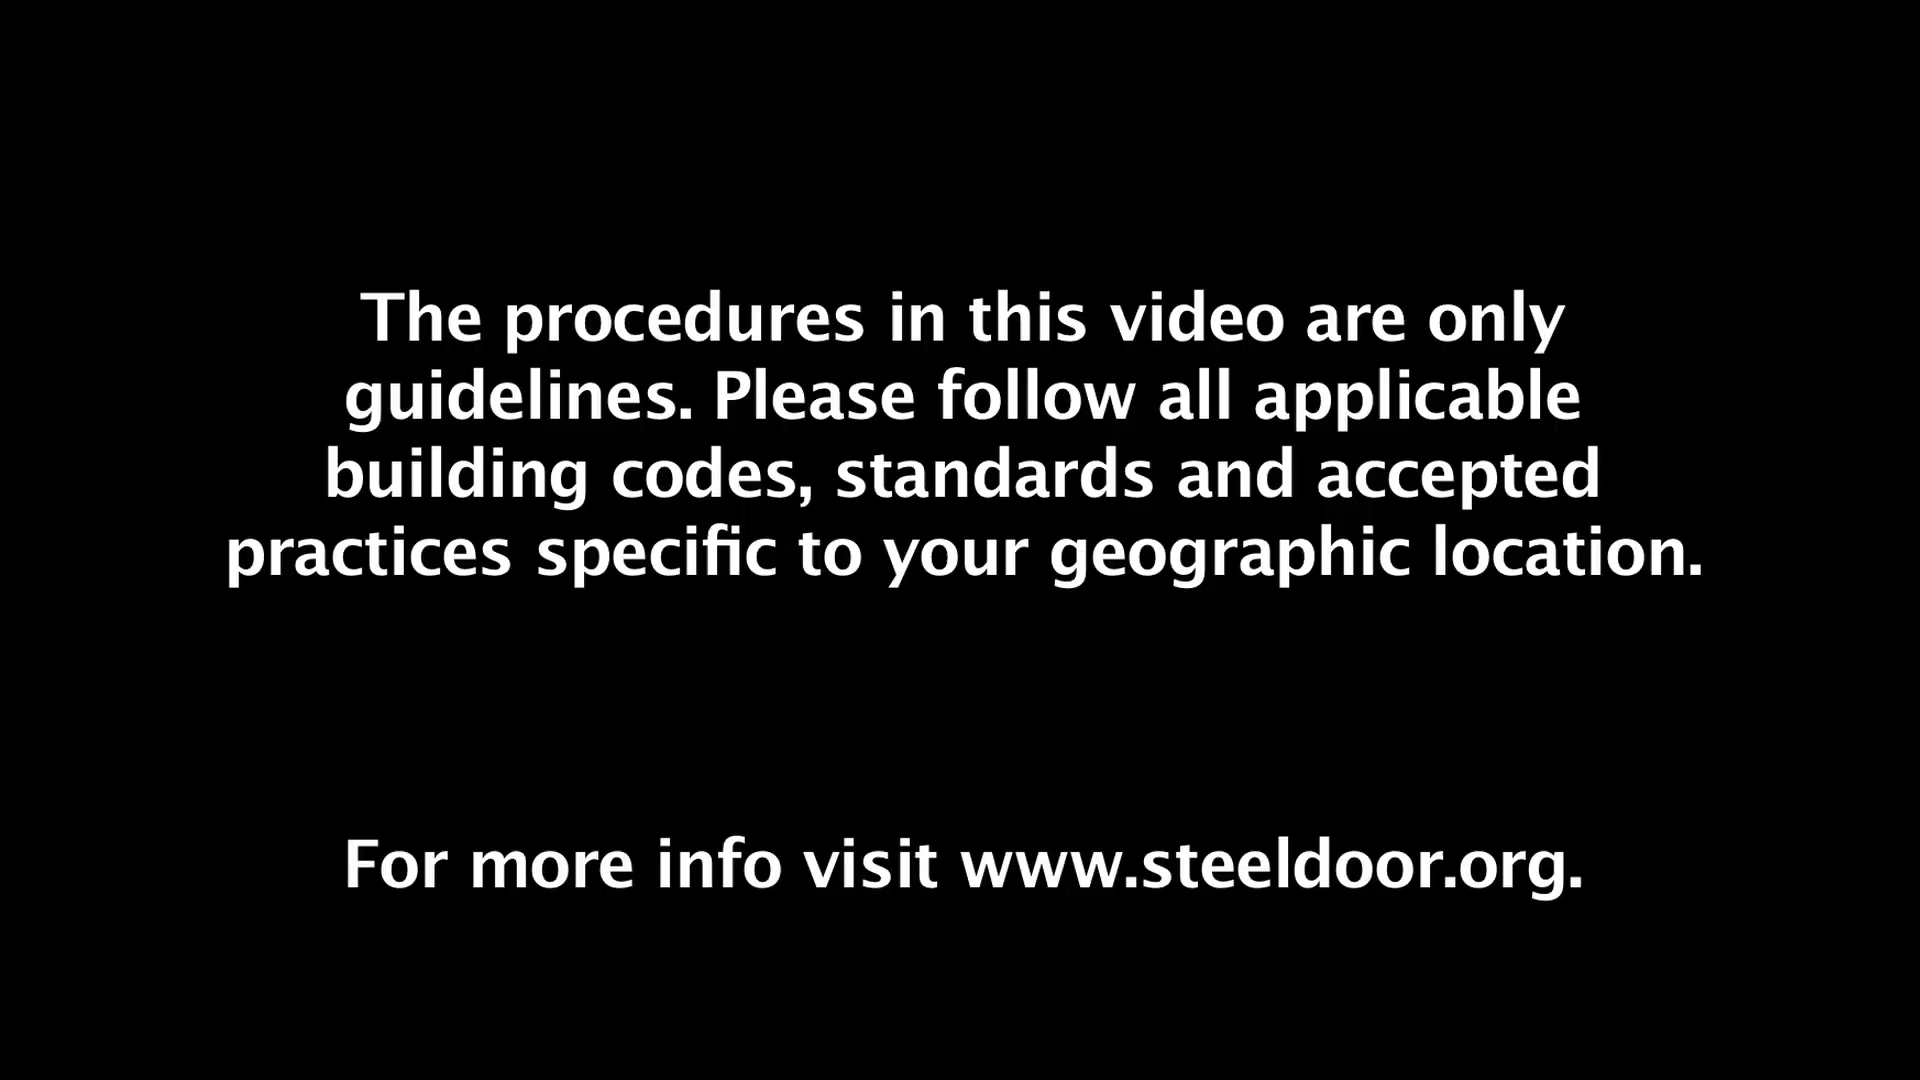 The procedures in this video are only
guidelines. Please follow all applicable
building codes, standards and accepted
practices specific to your geographic location.
For more info visit www.steeldoor.org.